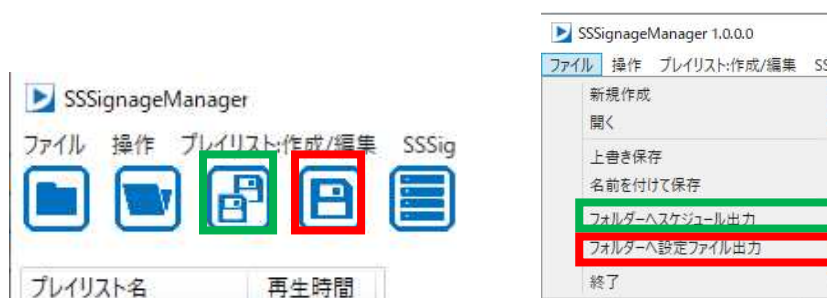 SSSignageManager
ファイル 操作 プレイリスト:作成/編集 SSSig
プレイリスト名 再生時間
SSSignageManager 1.0.0.0
ファイル 操作 プレイリスト:作成/編集 SS
新規作成
開く
上書き保存
名前を付けて保存
フォルダーへスケジュール出力
フォルダーへ設定ファイル出力
終了